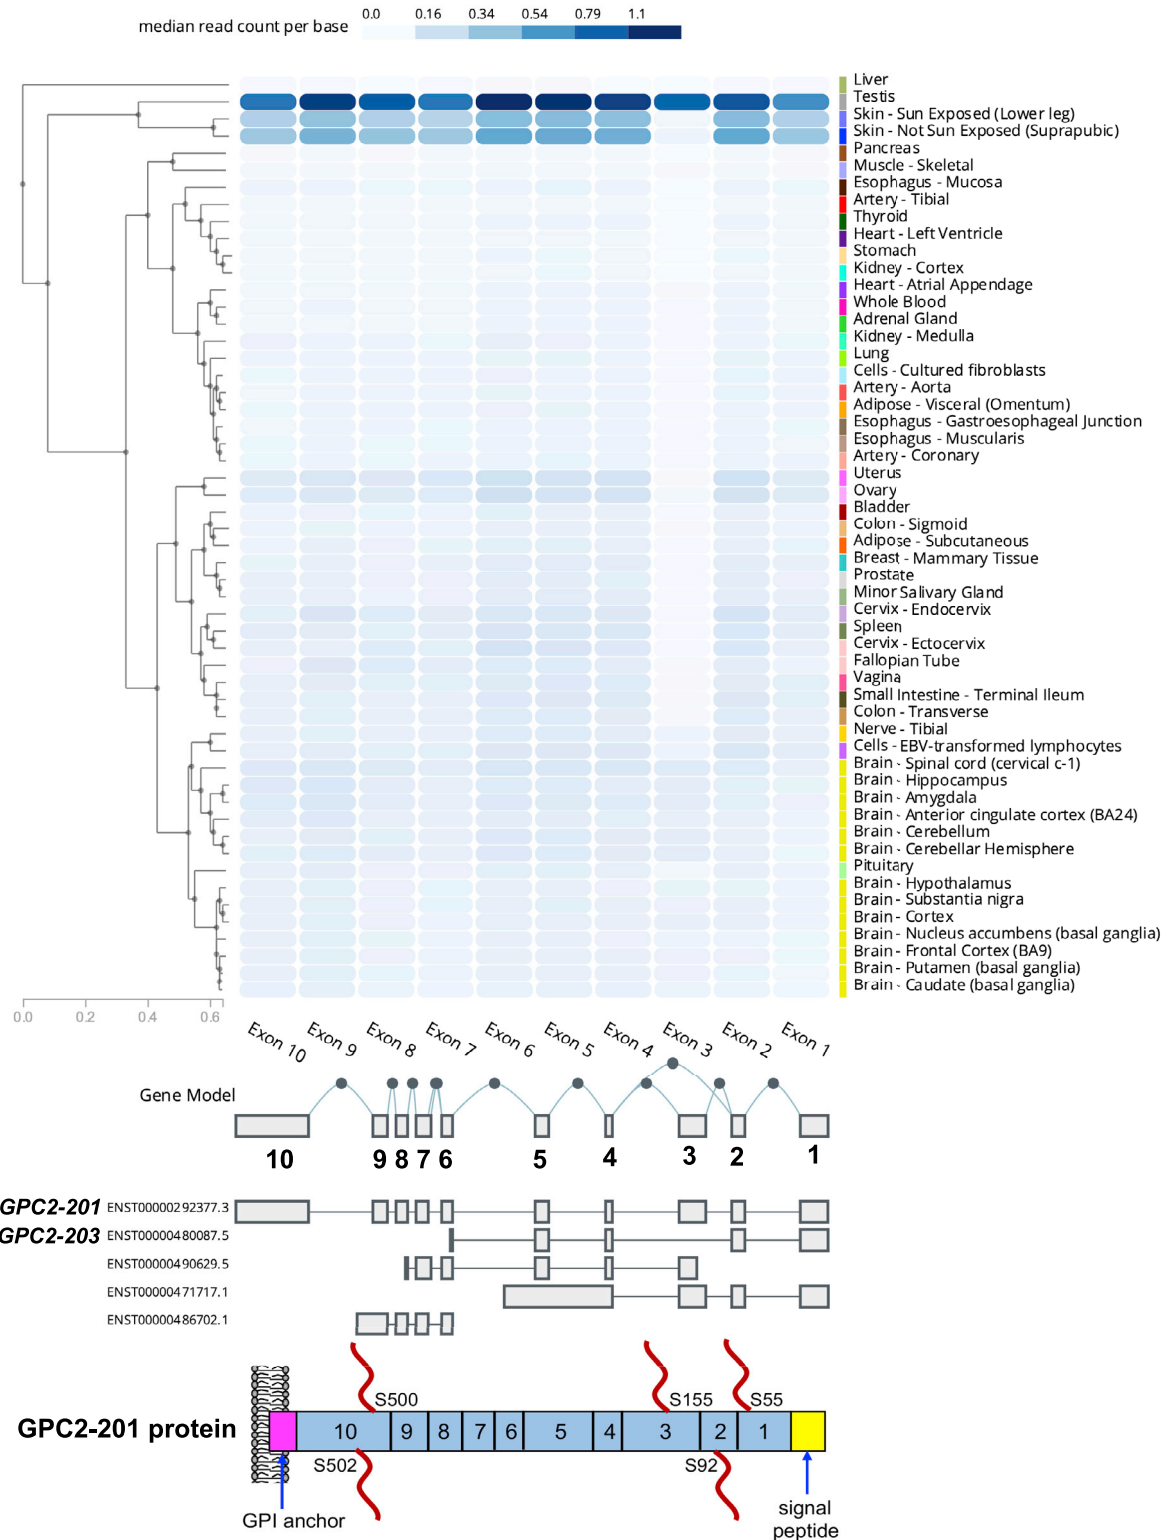 0.0 0.16 0.34 0.54 0.79 1.1
median read count per base
Liver
Testis
Skin - Sun Exposed (Lower leg)
Skin - Not Sun Exposed (Suprapubic)
Pancreas
Muscle - Skeletal
Esophagus - Mucosa
Artery - Tibial
Thyroid
Heart - Left Ventricle
Stomach
Kidney - Cortex
Heart - Atrial Appendage
Whole Blood
Adrenal Gland
Kidney - Medulla
Lung
Cells - Cultured fibroblasts
Artery - Aorta
Adipose - Visceral (Omentum)
Esophagus - Gastroesophageal Junction
Esophagus - Muscularis
Artery - Coronary
Uterus
Ovary
Bladder
Colon - Sigmoid
Adipose - Subcutaneous
Breast - Mammary Tissue
Prostate
Minor Salivary Gland
Cervix - Endocervix
Spleen
Cervix - Ectocervix
Fallopian Tube
Vagina
Small Intestine - Terminal Ileum
Colon - Transverse
Nerve - Tibial
Cells - EBV-transformed lymphocytes
Brain - Spinal cord (cervical c-1)
Brain - Hippocampus
Brain - Amygdala
Brain - Anterior cingulate cortex (BA24)
Brain - Cerebellum
Brain - Cerebellar Hemisphere
Pituitary
Brain - Hypothalamus
Brain - Substantia nigra
Brain - Cortex
Brain - Nucleus accumbens (basal ganglia)
Brain - Frontal Cortex (BA9)
Brain - Putamen (basal ganglia)
Brain - Caudate (basal ganglia)
0.0 0.2 0.4 0.6
Exon 10 Exon 9 Exon 8 Exon 7 Exon 6 Exon 5 Exon 4 Exon 3 Exon 2 Exon 1
Gene Model
10 9 8 7 6 5 4 3 2 1
GPC2-201 ENST00000292377.3
GPC2-203 ENST00000480087.5
ENST00000490629.5
ENST00000471717.1
ENST00000486702.1
S500 S155 S55
GPC2-201 protein 10 9 8 7 6 5 4 3 2 1
S502 S92
GPI anchor
signal
peptide